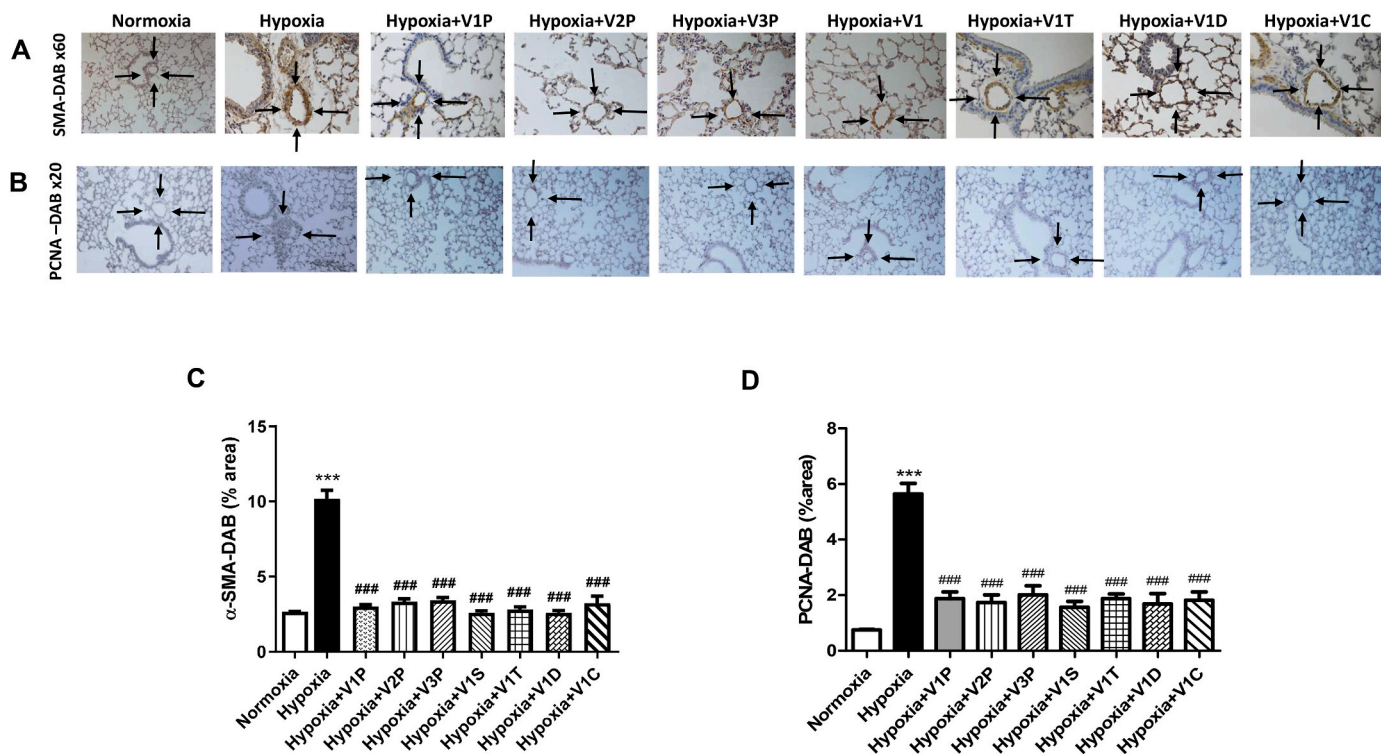 Normoxia Hypoxia Hypoxia+V1P Hypoxia+V2P Hypoxia+V3P Hypoxia+V1 Hypoxia+V1T Hypoxia+V1D Hypoxia+V1C
A
SMA-DAB x60
B
PCNA –DAB x20
C
α-SMA-DAB (% area)
15
10
5
0
***
### ### ### ### ### ### ###
Normoxia
Hypoxia
Hypoxia+V1P
Hypoxia+V2P
Hypoxia+V3P
Hypoxia+V1S
Hypoxia+V1T
Hypoxia+V1D
Hypoxia+V1C
D
PCNA-DAB (%area)
8
6
4
2
0
***
### ### ### ### ### ### ###
Normoxia
Hypoxia
Hypoxia+V1P
Hypoxia+V2P
Hypoxia+V3P
Hypoxia+V1S
Hypoxia+V1T
Hypoxia+V1D
Hypoxia+V1C